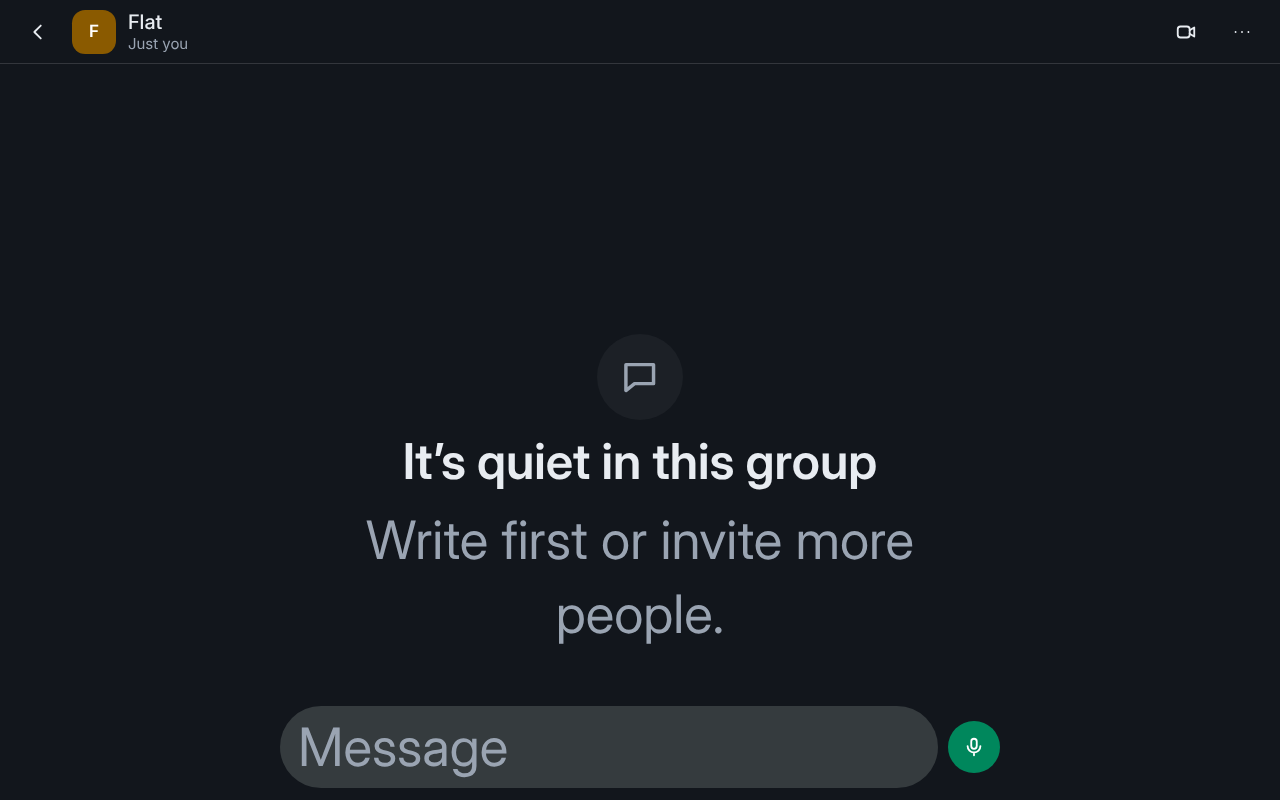 F
Flat
Just you
It’s quiet in this group
Write first or invite more
people.
Message